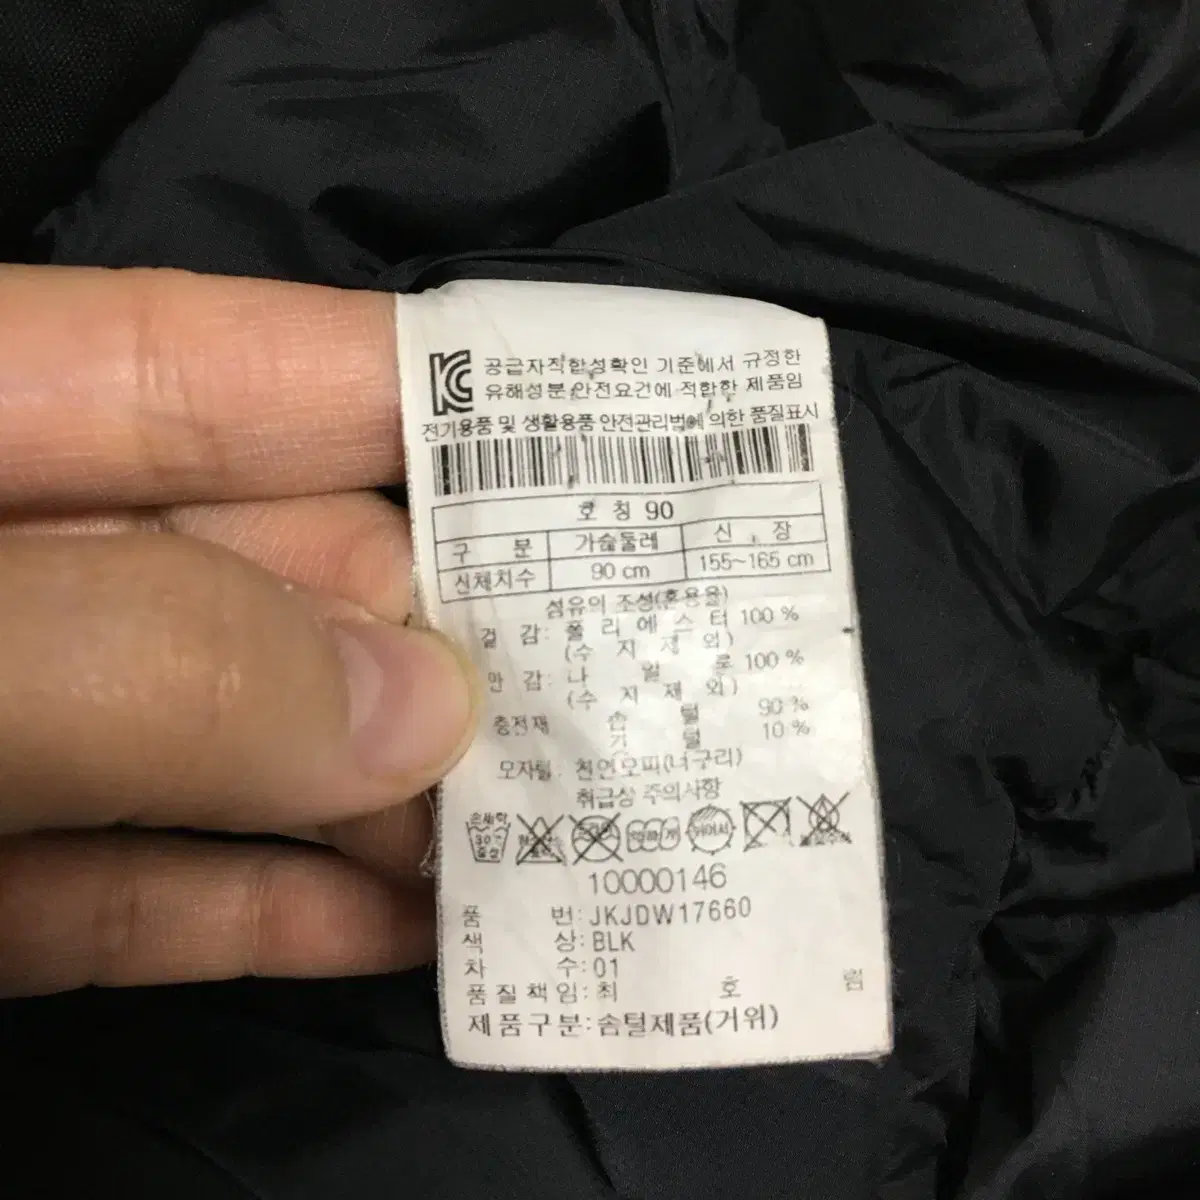 KC 공급자적합성확인 기준에서 규정한
유해성분 안전요건에 적합한 제품임
전기용품 및 생활용품 안전관리법에 의한 품질표시
호 칭 90
구 분 가슴둘레 신 장
신체치수 90 cm 155~165 cm
섬유의 조성(혼용율)
겉 감: 폴 리 에 스 터 100 %
(수 지 제 외)
안 감: 나 일 론 100 %
(수 지 제 외)
충전재 솜 털 90 %
깃 털 10 %
모자털: 천연모피(너구리)
취급상 주의사항
손세탁 30℃ 중성
10000146
품 번: JKJDW17660
색 상: BLK
차 수: 01
품질책임: 최 호 림
제품구분: 솜털제품(거위)